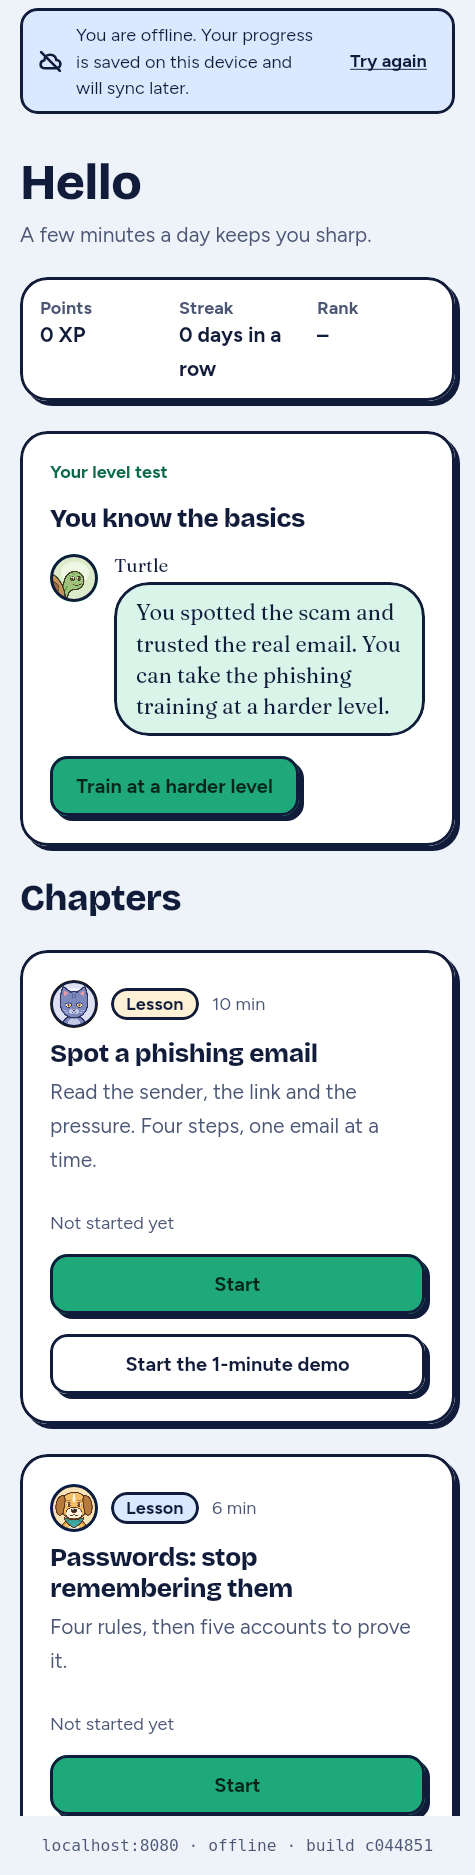 You are offline. Your progress
is saved on this device and
will sync later.
Try again
Hello
A few minutes a day keeps you sharp.
Points
0 XP
Streak
0 days in a
row
Rank
–
Your level test
You know the basics
Turtle
You spotted the scam and
trusted the real email. You
can take the phishing
training at a harder level.
Train at a harder level
Chapters
Lesson
10 min
Spot a phishing email
Read the sender, the link and the
pressure. Four steps, one email at a
time.
Not started yet
Start
Start the 1-minute demo
Lesson
6 min
Passwords: stop
remembering them
Four rules, then five accounts to prove
it.
Not started yet
Start
localhost:8080 · offline · build c044851